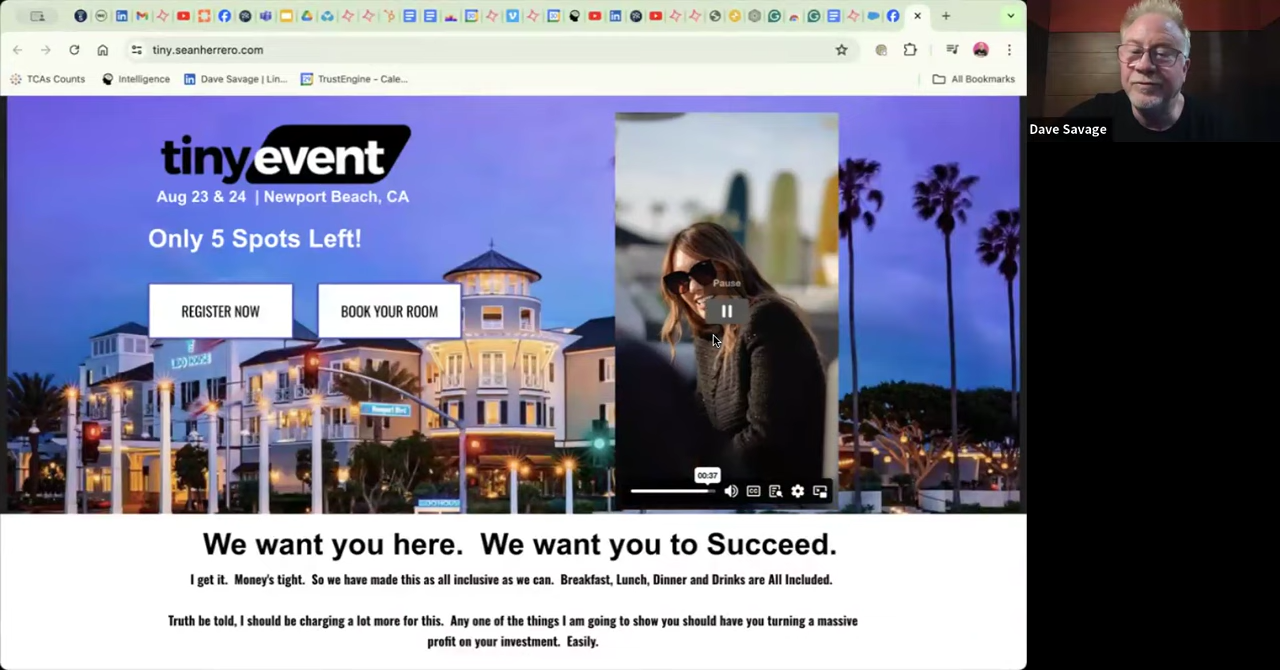 tiny.seanherrero.com
TCAs Counts
Intelligence
Dave Savage | Lin...
TrustEngine - Cale...
All Bookmarks
Dave Savage
tinyevent
Aug 23 & 24 | Newport Beach, CA
Only 5 Spots Left!
REGISTER NOW
BOOK YOUR ROOM
Pause
Newport Blvd
00:37
CC
We want you here. We want you to Succeed.
I get it. Money's tight. So we have made this as all inclusive as we can. Breakfast, Lunch, Dinner and Drinks are All Included.
Truth be told, I should be charging a lot more for this. Any one of the things I am going to show you should have you turning a massive
profit on your investment. Easily.